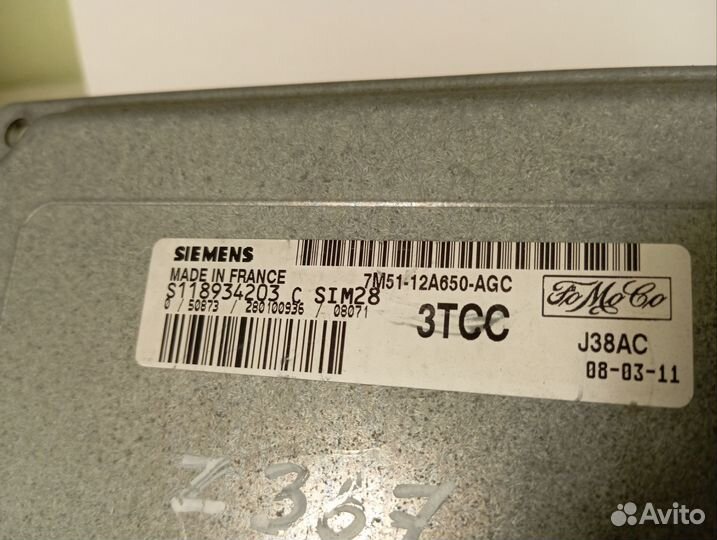 SIEMENS
MADE IN FRANCE
7M51-12A650-AGC
S118934203 C SIM28
0 / 50873 / 280100936 / 08071
3TCC
FoMoCo
J38AC
08-03-11
Z367
Avito